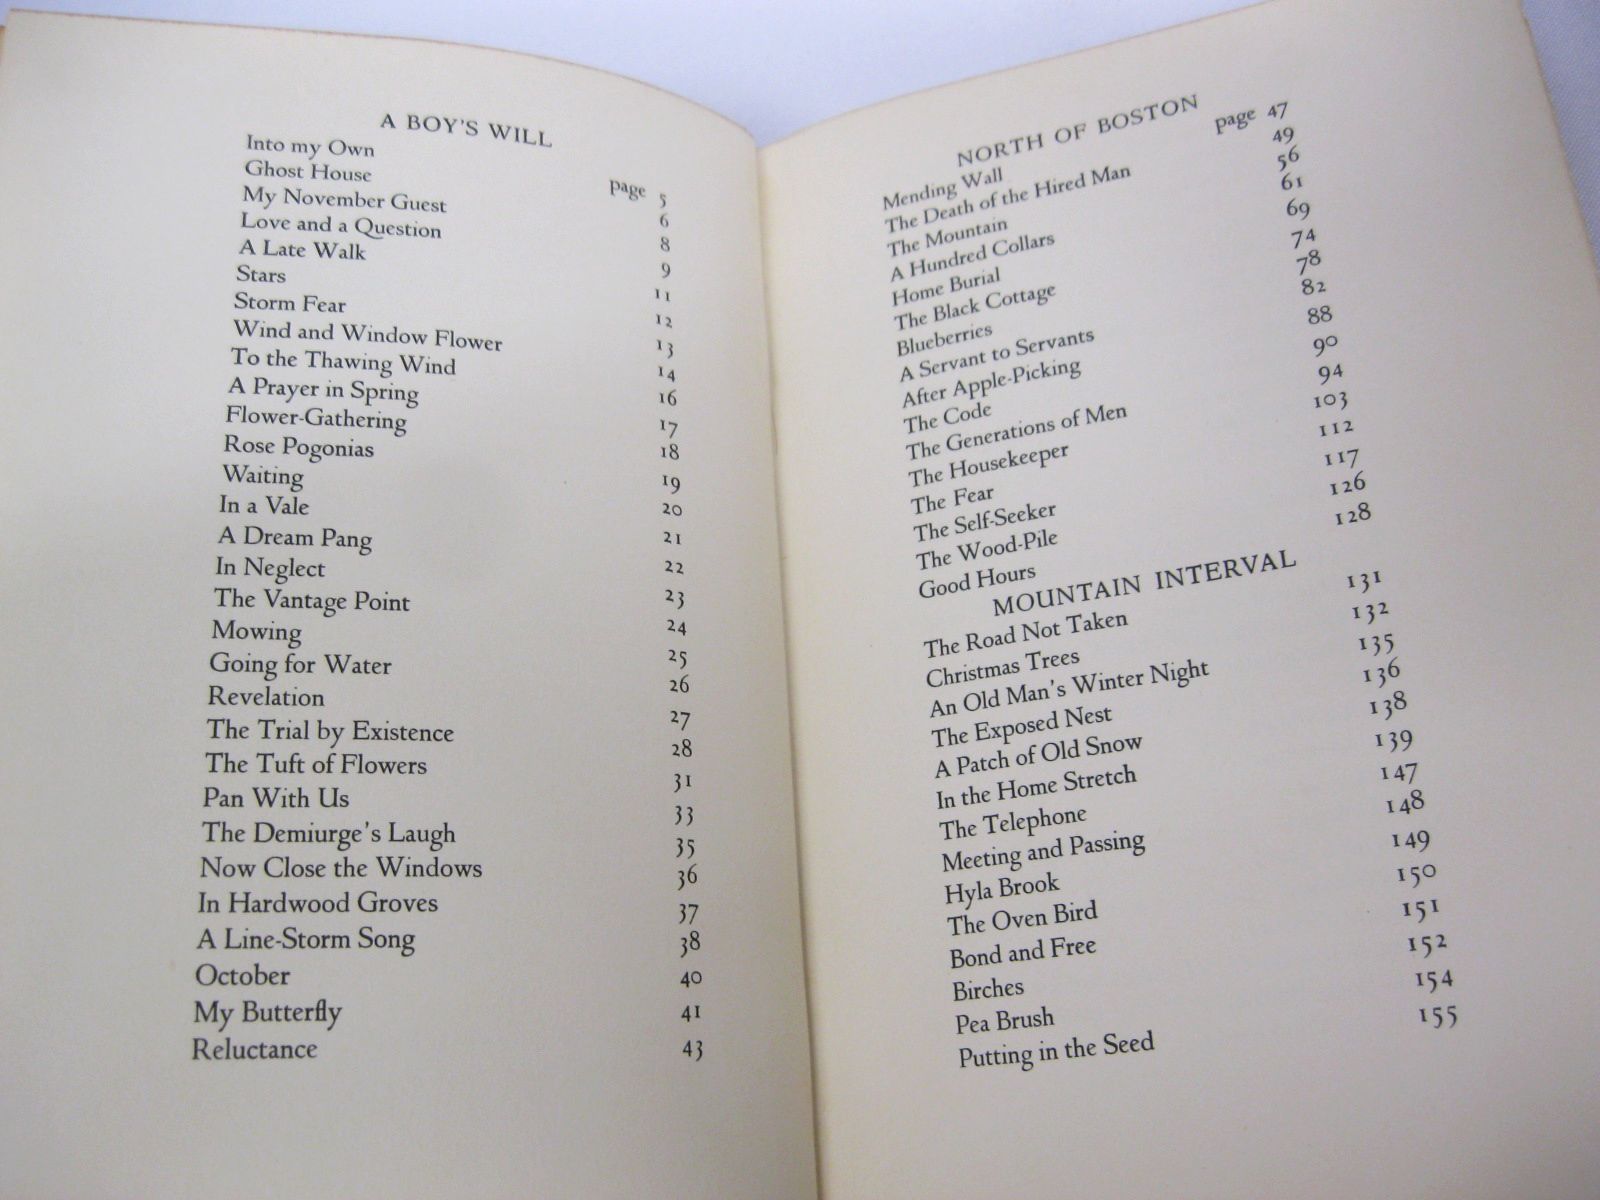 A BOY'S WILL
Into my Own page 5
Ghost House 6
My November Guest 8
Love and a Question 9
A Late Walk 11
Stars 12
Storm Fear 13
Wind and Window Flower 14
To the Thawing Wind 16
A Prayer in Spring 17
Flower-Gathering 18
Rose Pogonias 19
Waiting 20
In a Vale 21
A Dream Pang 22
In Neglect 23
The Vantage Point 24
Mowing 25
Going for Water 26
Revelation 27
The Trial by Existence 28
The Tuft of Flowers 31
Pan With Us 33
The Demiurge's Laugh 35
Now Close the Windows 36
In Hardwood Groves 37
A Line-Storm Song 38
October 40
My Butterfly 41
Reluctance 43
NORTH OF BOSTON
Mending Wall page 47
The Death of the Hired Man 49
The Mountain 56
A Hundred Collars 61
Home Burial 69
The Black Cottage 74
Blueberries 78
A Servant to Servants 82
After Apple-Picking 88
The Code 90
The Generations of Men 94
The Housekeeper 103
The Fear 112
The Self-Seeker 117
The Wood-Pile 126
Good Hours 128
MOUNTAIN INTERVAL
The Road Not Taken 131
Christmas Trees 132
An Old Man's Winter Night 135
The Exposed Nest 136
A Patch of Old Snow 138
In the Home Stretch 139
The Telephone 147
Meeting and Passing 148
Hyla Brook 149
The Oven Bird 150
Bond and Free 151
Birches 152
Pea Brush 154
Putting in the Seed 155